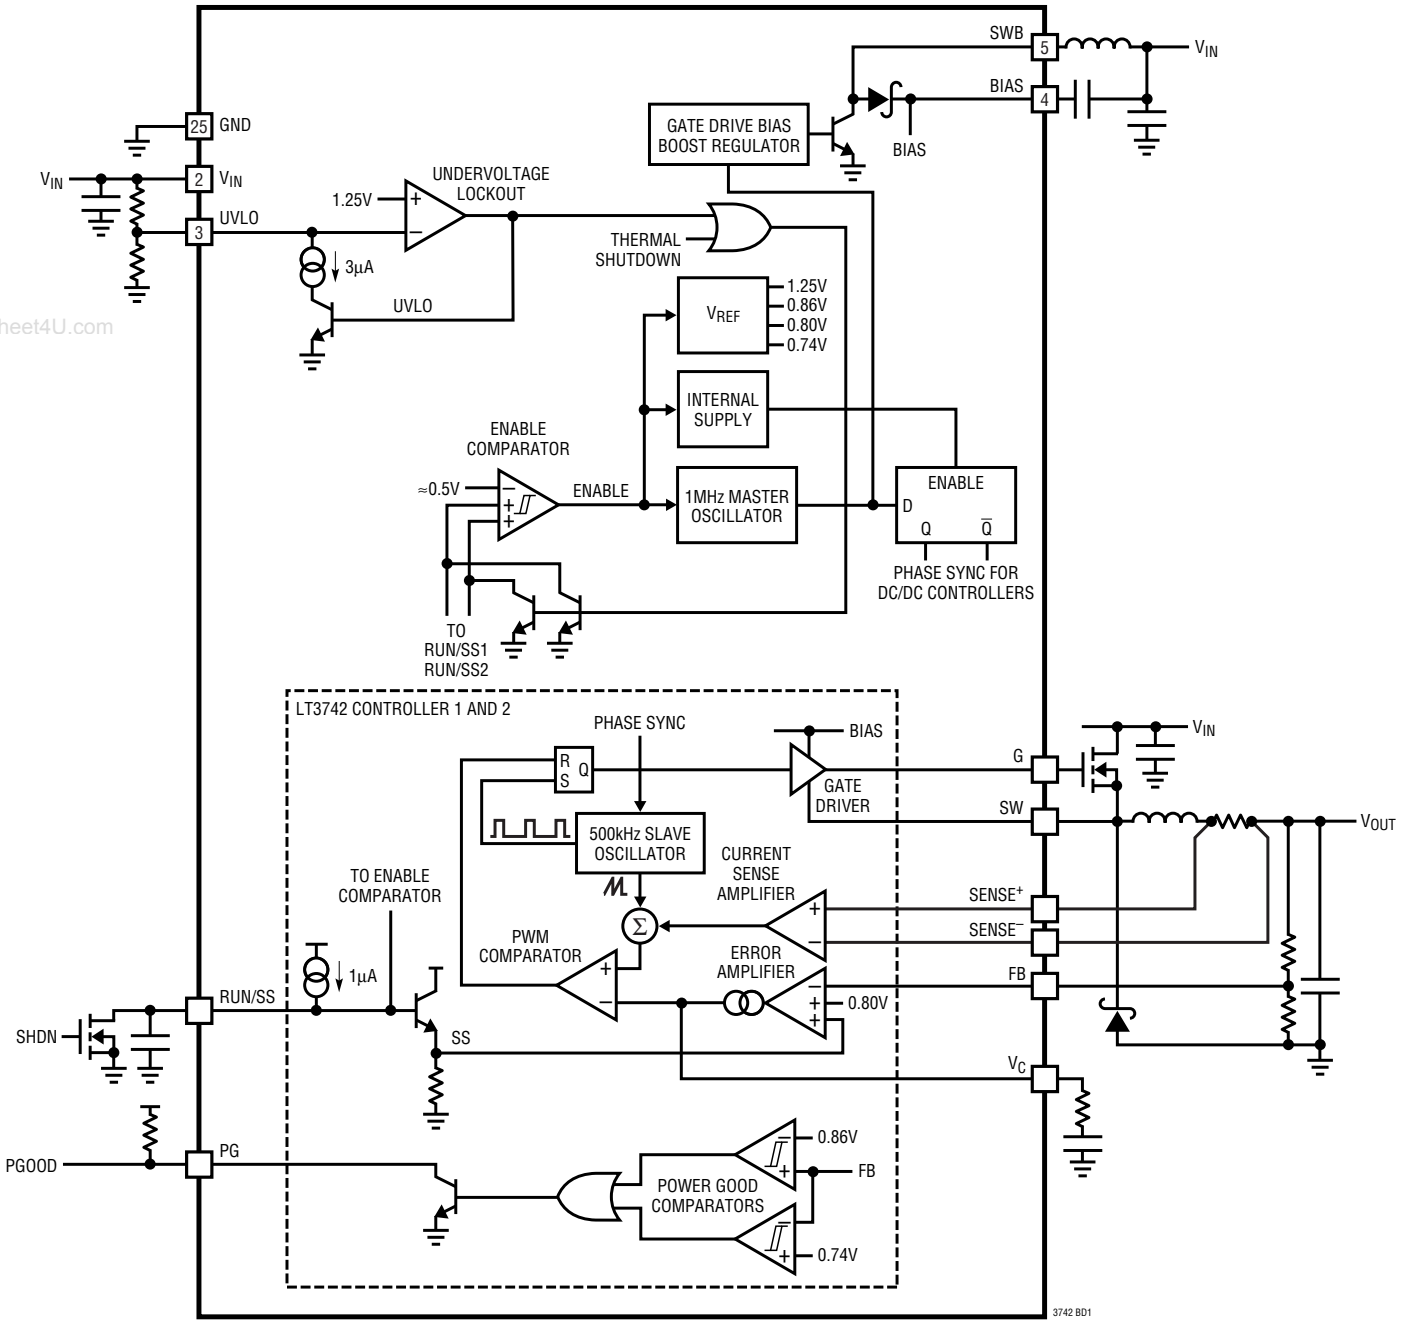 SWB
5
VIN
BIAS
4
GATE DRIVE BIAS
BOOST REGULATOR
BIAS
25
GND
VIN
2
VIN
UNDERVOLTAGE
LOCKOUT
1.25V
+
–
UVLO
3
3µA
UVLO
THERMAL
SHUTDOWN
VREF
1.25V
0.86V
0.80V
0.74V
heet4U.com
INTERNAL
SUPPLY
ENABLE
COMPARATOR
≈0.5V
–
+
+
ENABLE
1MHz MASTER
OSCILLATOR
ENABLE
D
Q
Q̅
PHASE SYNC FOR
DC/DC CONTROLLERS
TO
RUN/SS1
RUN/SS2
LT3742 CONTROLLER 1 AND 2
PHASE SYNC
BIAS
R
S
Q
GATE
DRIVER
G
VIN
SW
VOUT
500kHz SLAVE
OSCILLATOR
CURRENT
SENSE
AMPLIFIER
+
–
SENSE+
SENSE–
TO ENABLE
COMPARATOR
Σ
PWM
COMPARATOR
+
–
ERROR
AMPLIFIER
–
+
+
0.80V
FB
1µA
RUN/SS
SHDN
SS
VC
PGOOD
PG
POWER GOOD
COMPARATORS
–
+
0.86V
FB
–
+
0.74V
3742 BD1